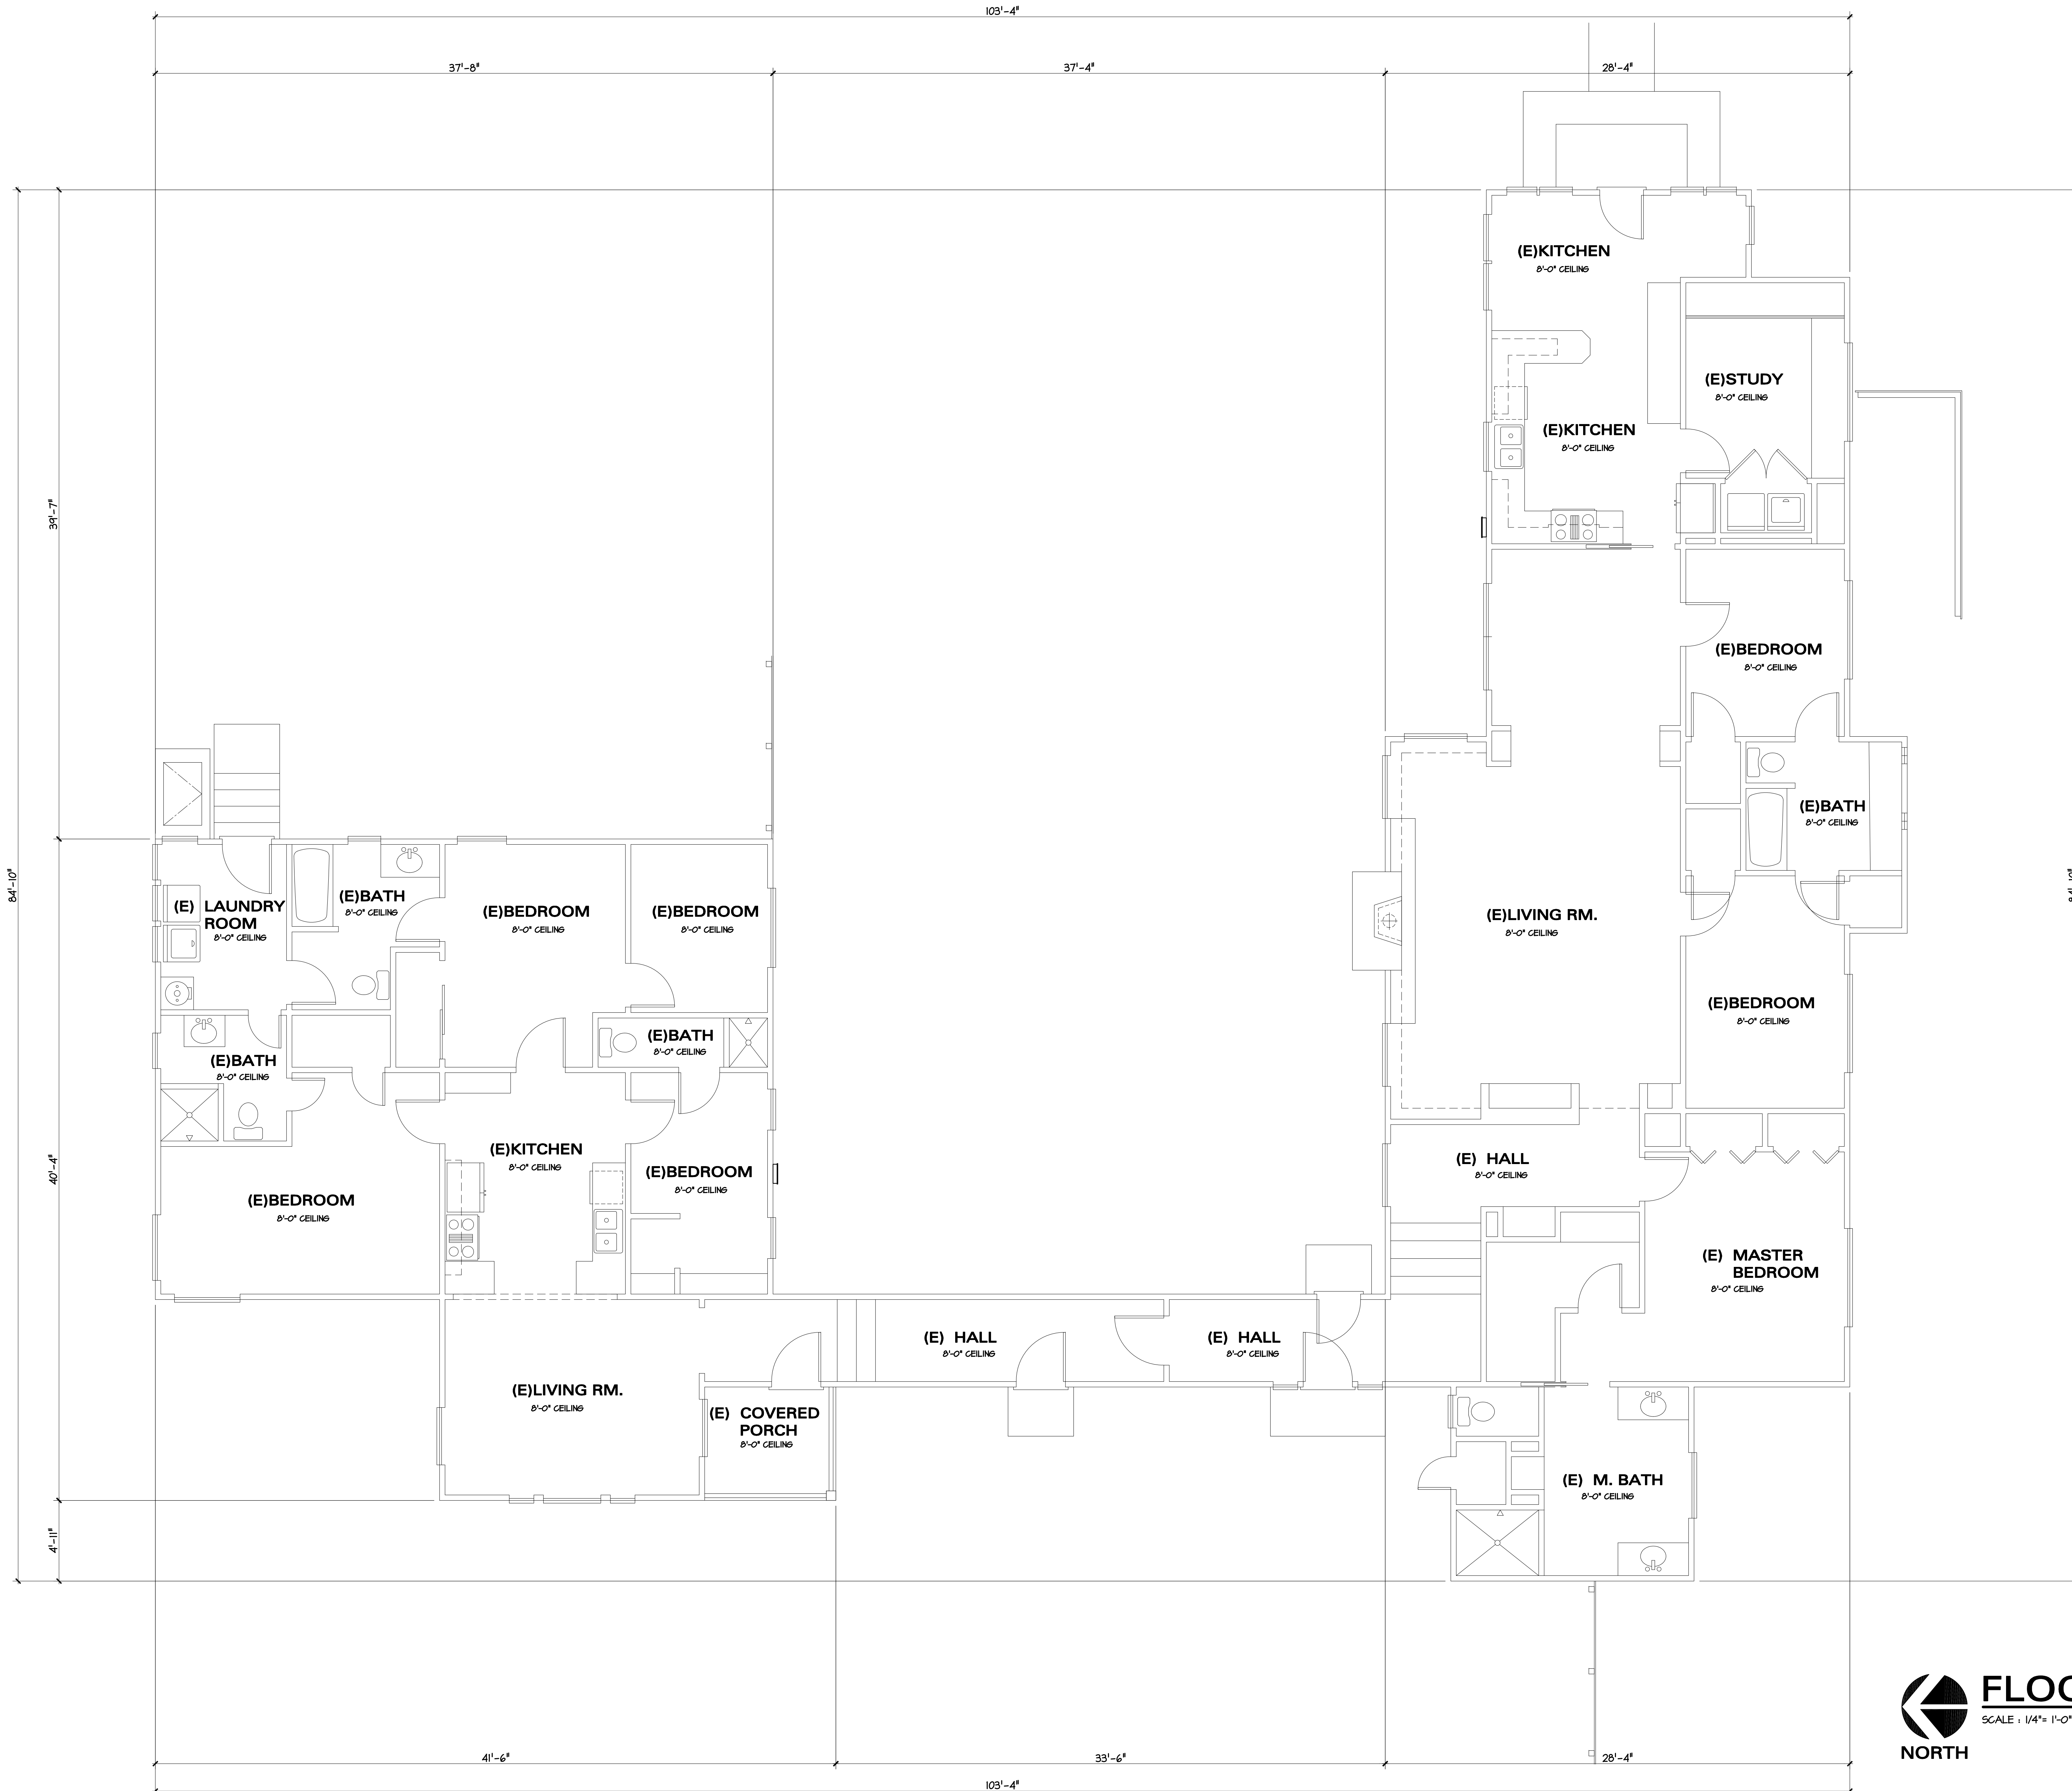 103'-4"
37'-8"
37'-4"
28'-4"
(E)KITCHEN
8'-0" CEILING
(E)STUDY
8'-0" CEILING
(E)KITCHEN
8'-0" CEILING
39'-7"
(E)BEDROOM
8'-0" CEILING
(E)BATH
8'-0" CEILING
84'-10"
(E) LAUNDRY
ROOM
8'-0" CEILING
(E)BATH
8'-0" CEILING
(E)BEDROOM
8'-0" CEILING
(E)BEDROOM
8'-0" CEILING
(E)LIVING RM.
8'-0" CEILING
84'-10"
(E)BEDROOM
8'-0" CEILING
(E)BATH
8'-0" CEILING
(E)BATH
8'-0" CEILING
40'-4"
(E)KITCHEN
8'-0" CEILING
(E)BEDROOM
8'-0" CEILING
(E) HALL
8'-0" CEILING
(E)BEDROOM
8'-0" CEILING
(E) MASTER
BEDROOM
8'-0" CEILING
(E) HALL
8'-0" CEILING
(E) HALL
8'-0" CEILING
(E)LIVING RM.
8'-0" CEILING
(E) COVERED
PORCH
8'-0" CEILING
(E) M. BATH
8'-0" CEILING
4'-11"
FLOO
SCALE : 1/4"= 1'-0"
NORTH
41'-6"
33'-6"
28'-4"
103'-4"